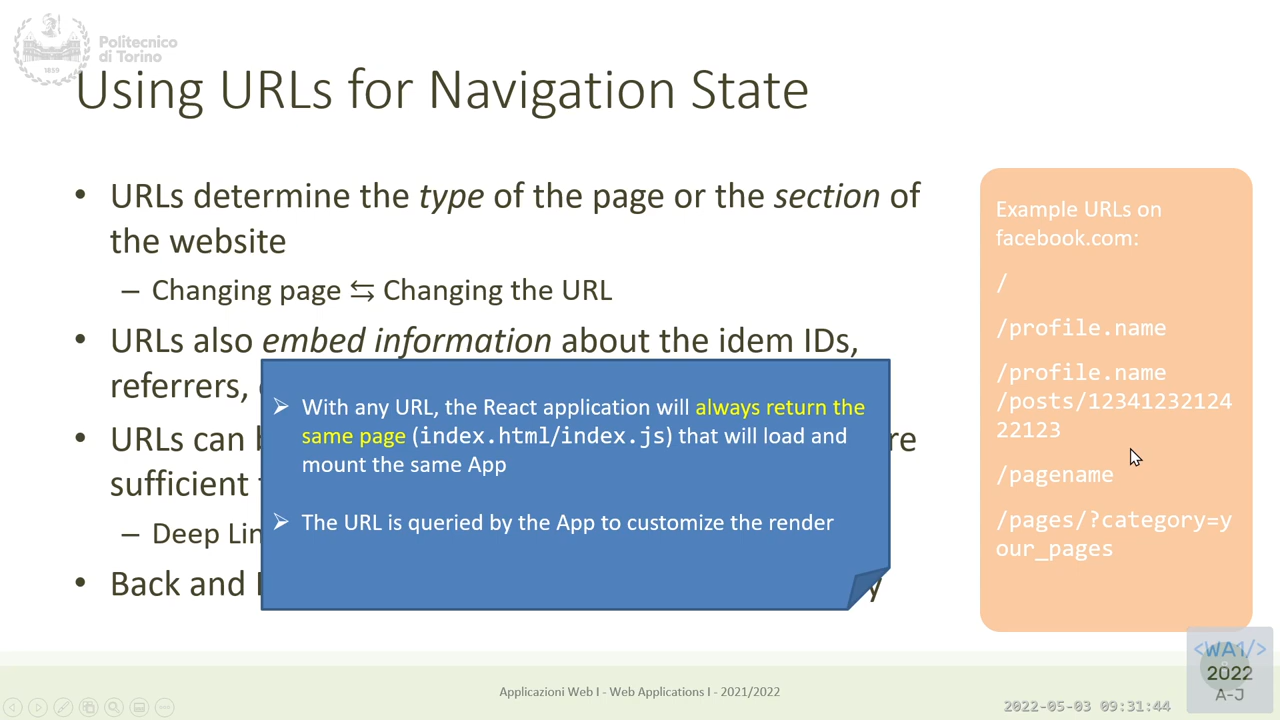 Politecnico
di Torino
1859
Using URLs for Navigation State
• URLs determine the type of the page or the section of
the website
– Changing page ⇆ Changing the URL
• URLs also embed information about the idem IDs,
referrers,
• URLs can
sufficient
– Deep
• Back and
➢ With any URL, the React application will always return the
same page (index.html/index.js) that will load and
mount the same App
➢ The URL is queried by the App to customize the render
Example URLs on
facebook.com:
/
/profile.name
/profile.name
/posts/12341232124
22123
/pagename
/pages/?category=y
our_pages
Applicazioni Web I - Web Applications I - 2021/2022
2022-05-03 09:31:44
<WA1/>
2022
A-J